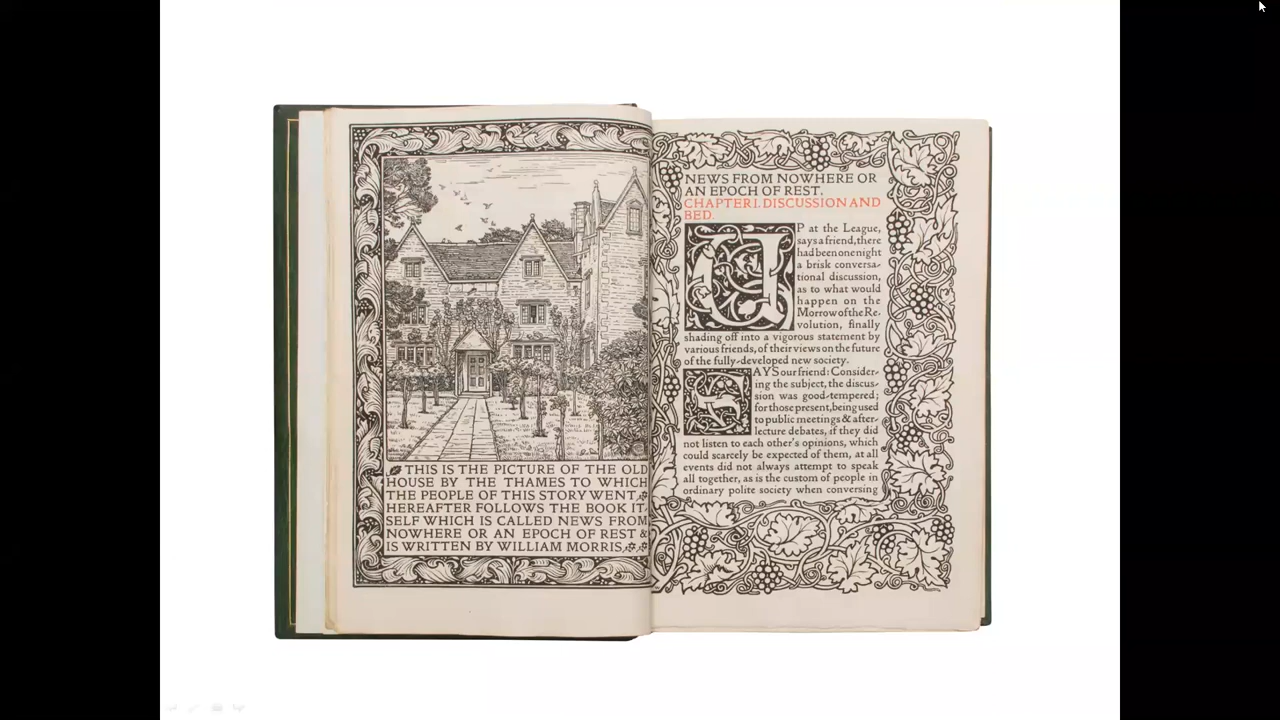 THIS IS THE PICTURE OF THE OLD
HOUSE BY THE THAMES TO WHICH
THE PEOPLE OF THIS STORY WENT
HEREAFTER FOLLOWS THE BOOK IT
SELF WHICH IS CALLED NEWS FROM
NOWHERE OR AN EPOCH OF REST &
IS WRITTEN BY WILLIAM MORRIS
NEWS FROM NOWHERE OR
AN EPOCH OF REST.
CHAPTER I. DISCUSSION AND
BED.
UP at the League,
says a friend, there
had been one night
a brisk conversa-
tional discussion,
as to what would
happen on the
Morrow of the Re-
volution, finally
shading off into a vigorous statement by
various friends, of their views on the future
of the fully-developed new society.
SAYS our friend: Consider-
ing the subject, the discus-
sion was good-tempered;
for those present, being used
to public meetings & after-
lecture debates, if they did
not listen to each other's opinions, which
could scarcely be expected of them, at all
events did not always attempt to speak
all together, as is the custom of people in
ordinary polite society when conversing